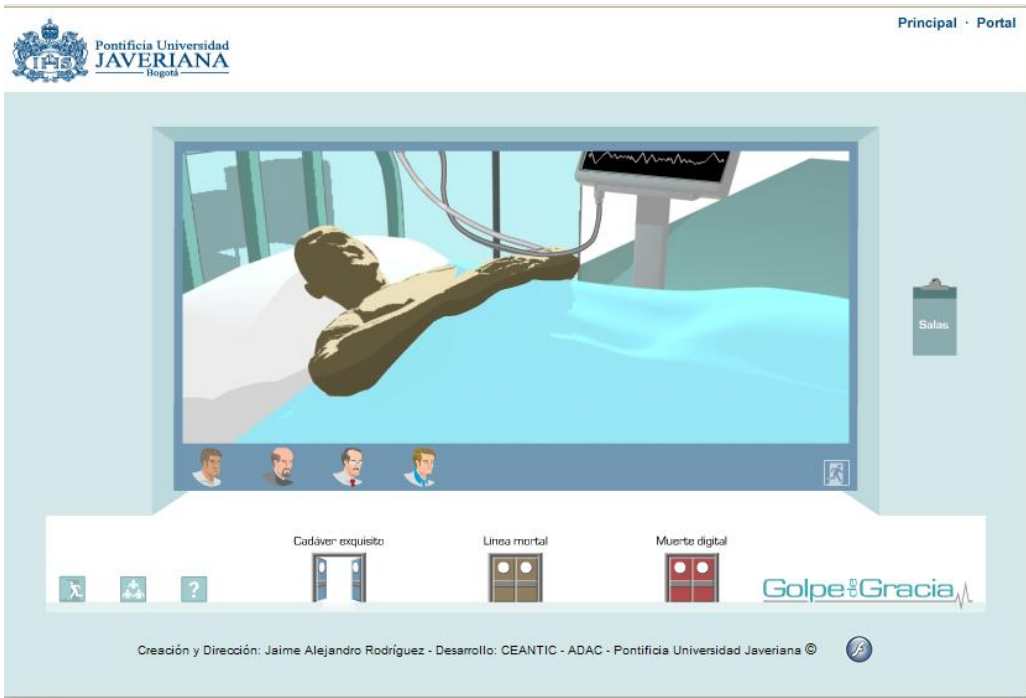 Principal · Portal
Pontificia Universidad
JAVERIANA
Bogotá
Salas
Cadáver exquisito
Línea mortal
Muerte digital
?
Golpe de Gracia
Creación y Dirección: Jaime Alejandro Rodríguez - Desarrollo: CEANTIC - ADAC - Pontificia Universidad Javeriana ©